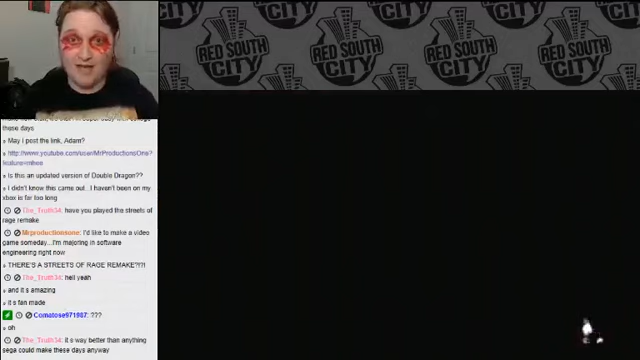 RED SOUTH
CITY
RED SOUTH
CITY
RED SOUTH
CITY
RED SOUTH
CITY
these days
May i post the link, Adam?
http://www.youtube.com/user/MrProductionsOne?
feature=mhee
Is this an updated version of Double Dragon??
I didn't know this came out...I haven't been on my
xbox is far too long
The_Truth34: have you played the streets of
rage remake
Mrproductionsone: I'd like to make a video
game someday...I'm majoring in software
engineering right now
THERE'S A STREETS OF RAGE REMAKE?!?!
The_Truth34: hell yeah
and it s amazing
it s fan made
Comatose971987: ???
oh
The_Truth34: it s way better than anything
sega could make these days anyway